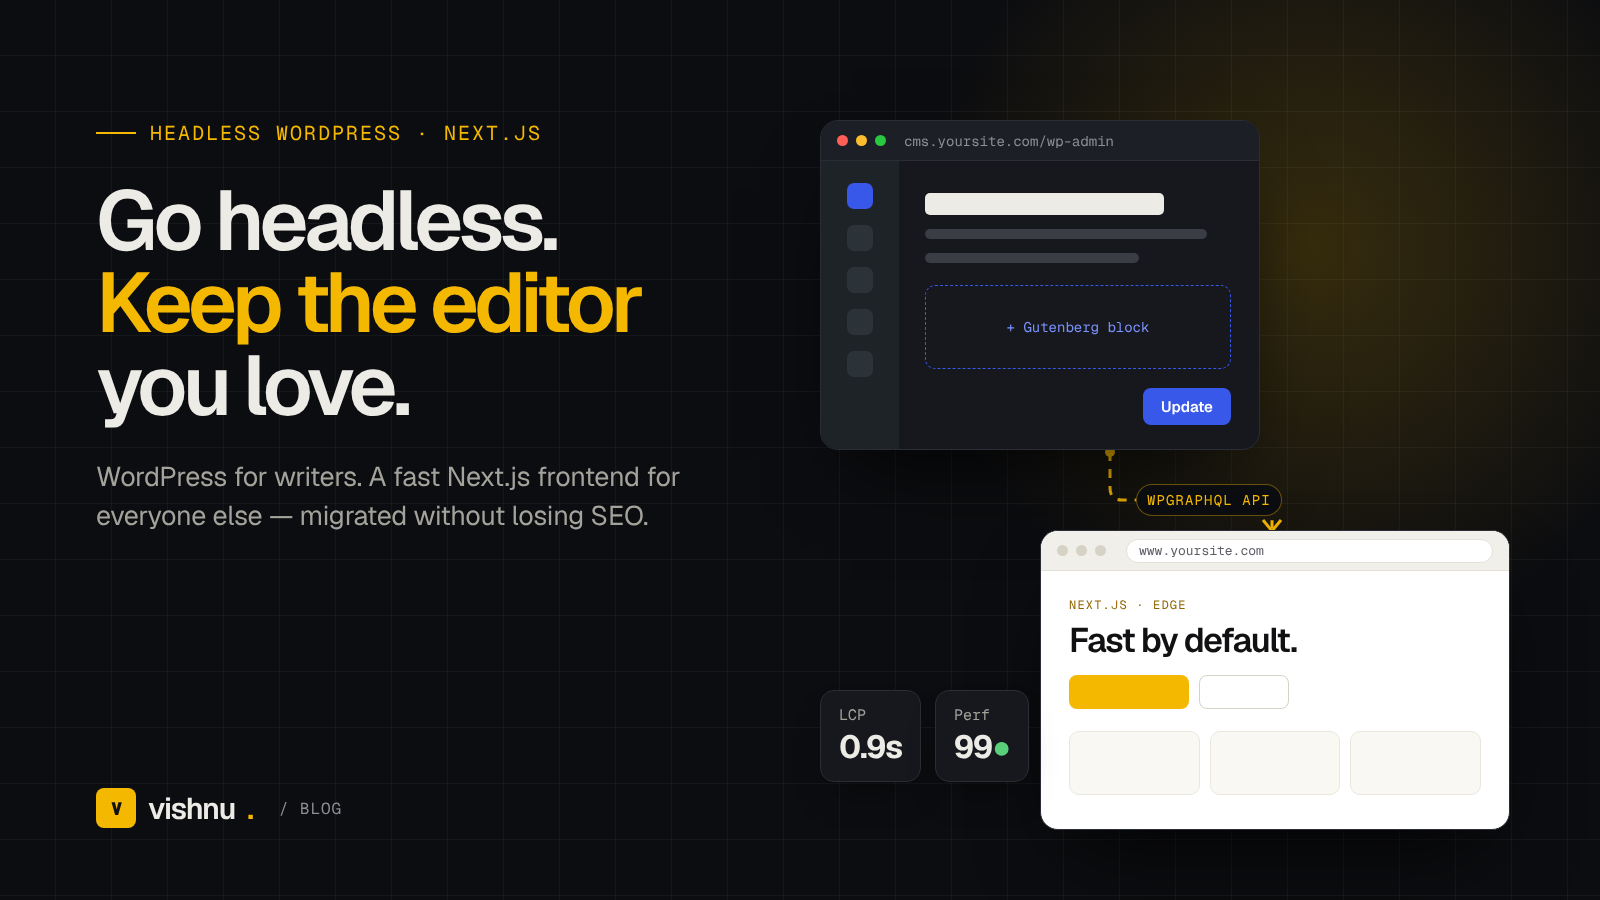 HEADLESS WORDPRESS · NEXT.JS
Go headless.
Keep the editor
you love.
WordPress for writers. A fast Next.js frontend for
everyone else — migrated without losing SEO.
V vishnu . / BLOG
cms.yoursite.com/wp-admin
+ Gutenberg block
Update
WPGRAPHQL API
www.yoursite.com
NEXT.JS · EDGE
Fast by default.
LCP
0.9s
Perf
99